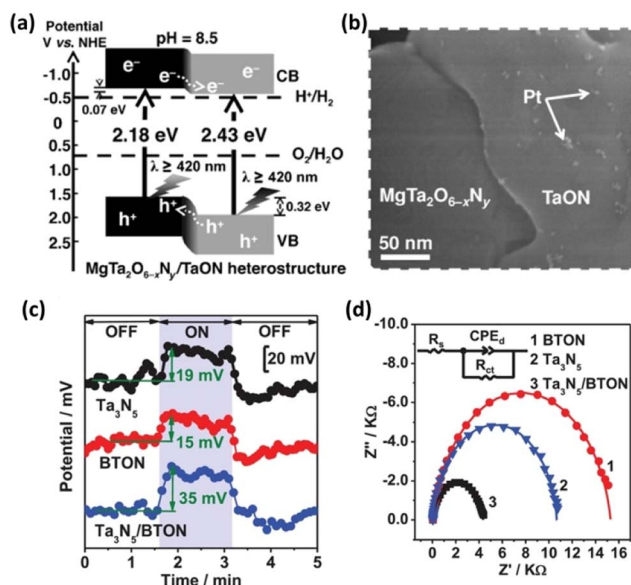 (a)
Potential
V vs. NHE
pH = 8.5
-1.0
-0.5
0
0.5
1.0
1.5
2.0
2.5
e⁻
e⁻
e⁻
e⁻
CB
H⁺/H₂
0.07 eV
2.18 eV
2.43 eV
O₂/H₂O
λ ≥ 420 nm
λ ≥ 420 nm
h⁺
h⁺
h⁺
h⁺
0.32 eV
VB
MgTa₂O₆₋ₓNᵧ/TaON heterostructure
(b)
Pt
MgTa₂O₆₋ₓNᵧ
TaON
50 nm
(c)
OFF
ON
OFF
20 mV
19 mV
Ta₃N₅
15 mV
BTON
35 mV
Ta₃N₅/BTON
Potential / mV
0 1 2 3 4 5
Time / min
(d)
-10.0
-8.0
-6.0
-4.0
-2.0
0.0
Z'' / KΩ
Rs
CPEd
Rct
1 BTON
2 Ta₃N₅
3 Ta₃N₅/BTON
1
2
3
0 2 4 6 8 10 12 14 16
Z' / KΩ